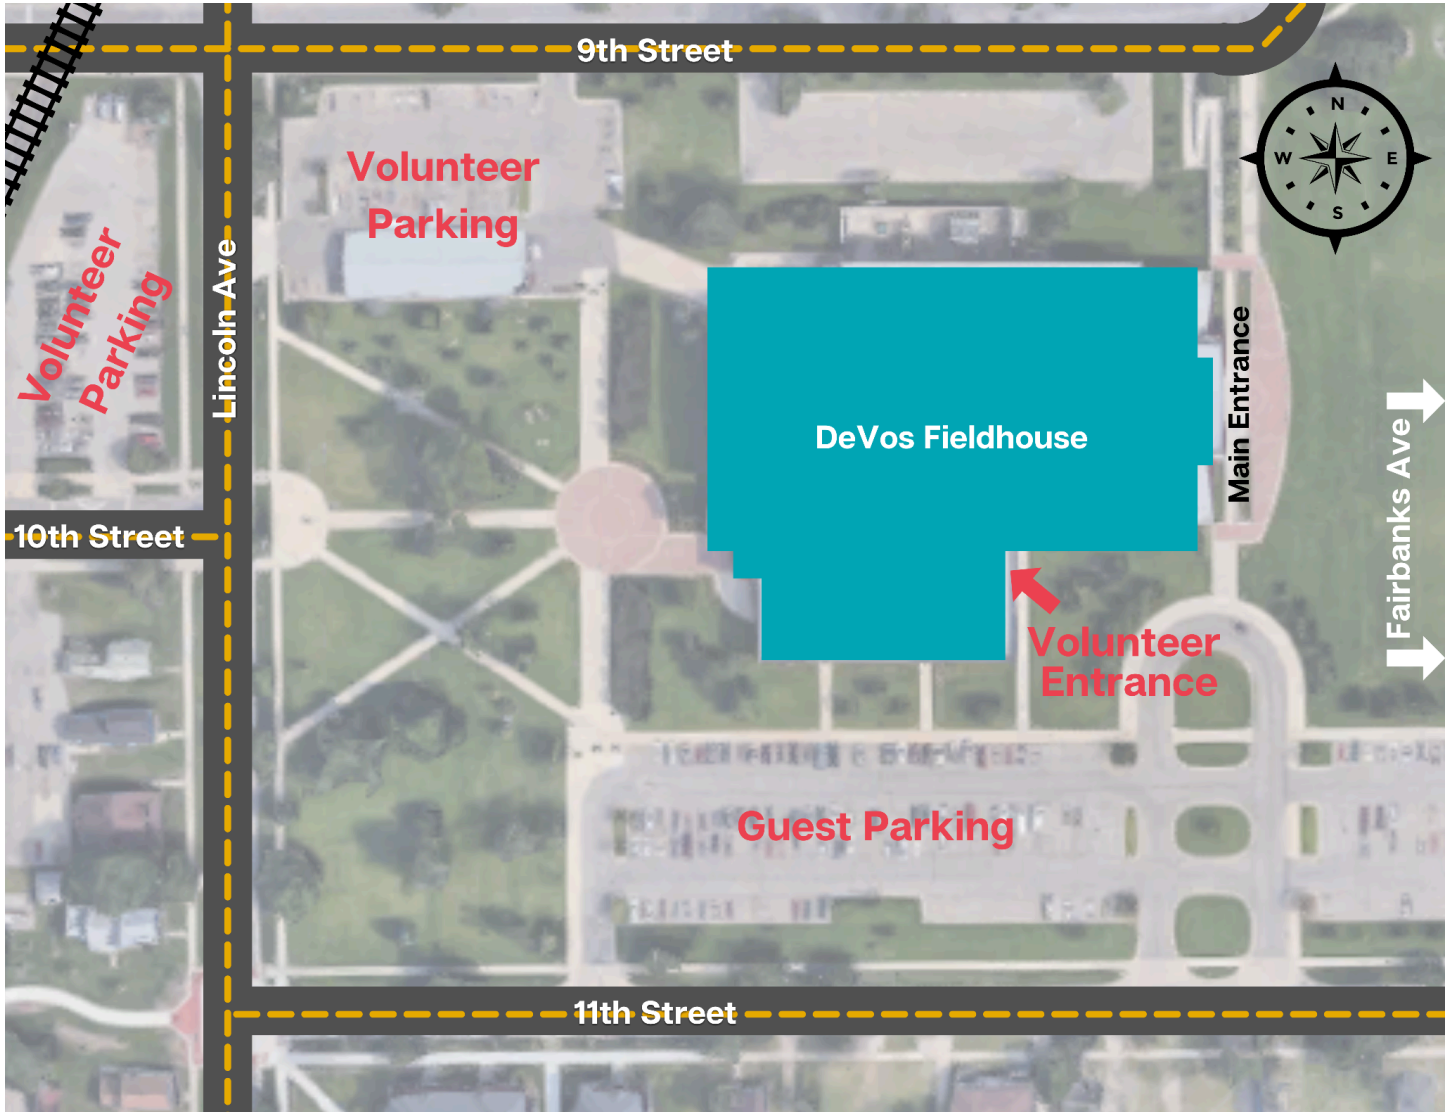 9th Street
N
W
E
S
Volunteer
Parking
Volunteer
Parking
Lincoln Ave
Main Entrance
DeVos Fieldhouse
Fairbanks Ave
10th Street
Volunteer
Entrance
Guest Parking
11th Street